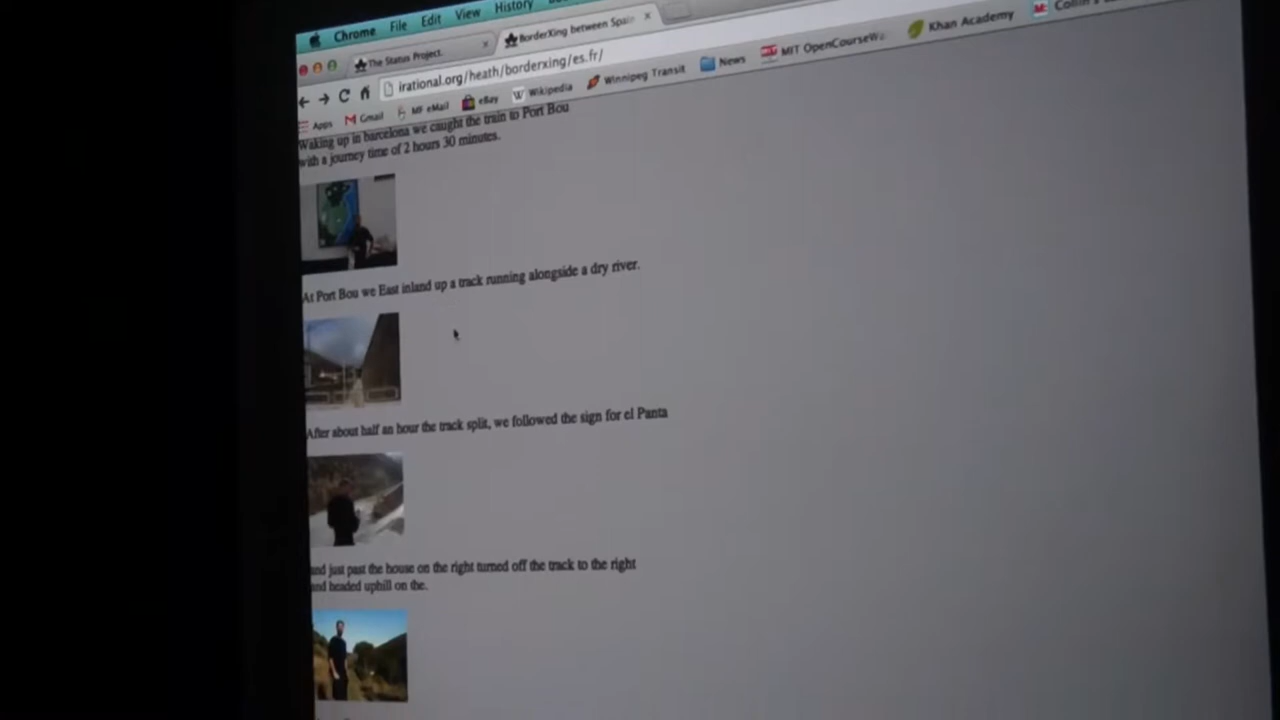 Chrome File Edit View History
The Status Project.
BorderXing between Spain
irational.org/heath/borderxing/es.fr/
Apps Gmail MF eMail eBay Wikipedia Winnipeg Transit News MIT OpenCourseWa Khan Academy
Waking up in barcelona we caught the train to Port Bou
with a journey time of 2 hours 30 minutes.
At Port Bou we East inland up a track running alongside a dry river.
After about half an hour the track split, we followed the sign for el Panta
and just past the house on the right turned off the track to the right
and headed uphill on the.